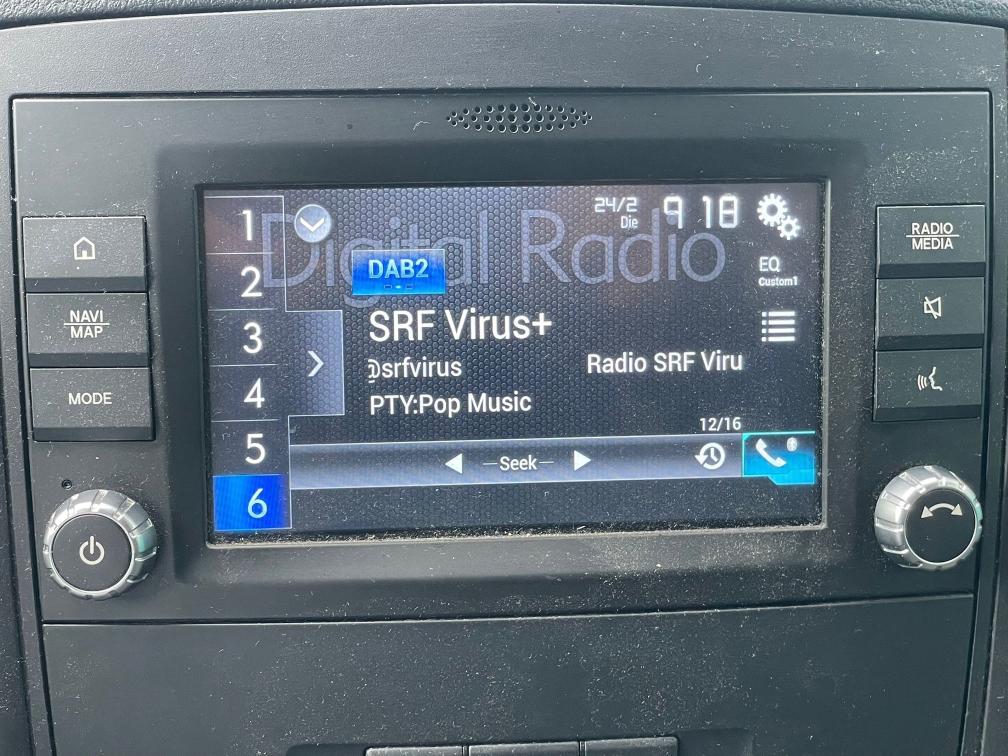 Digital Radio
24/2
Die
9 18
DAB2
EQ
Custom1
SRF Virus+
@srfvirus Radio SRF Viru
PTY:Pop Music
12/16
Seek
1
2
3
4
5
6
NAVI
MAP
MODE
RADIO
MEDIA